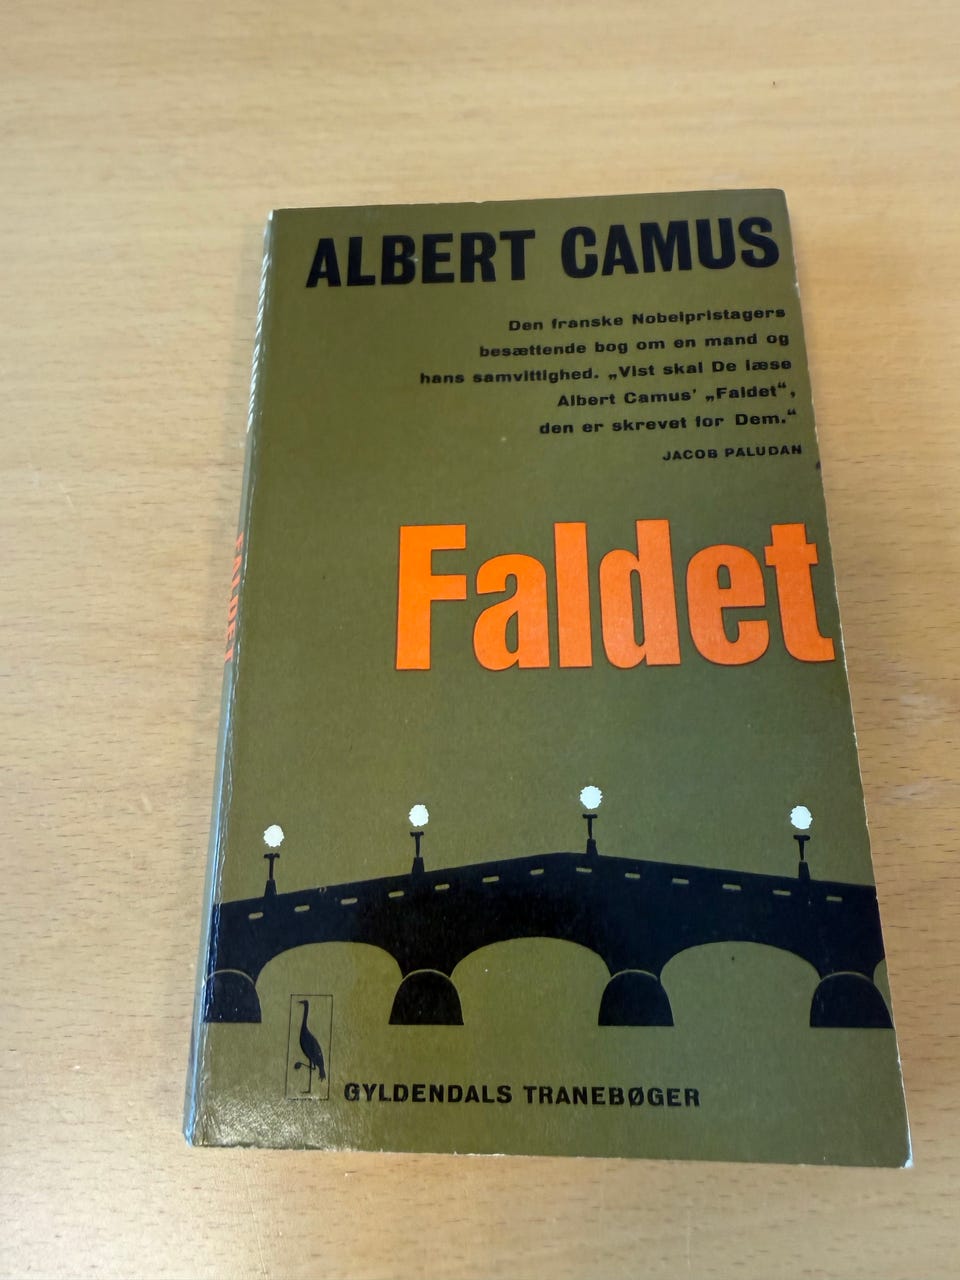 ALBERT CAMUS
Den franske Nobelpristagers
besættende bog om en mand og
hans samvittighed. „Vist skal De læse
Albert Camus' „Faldet“,
den er skrevet for Dem.“
JACOB PALUDAN
Faldet
GYLDENDALS TRANEBØGER
FALDET